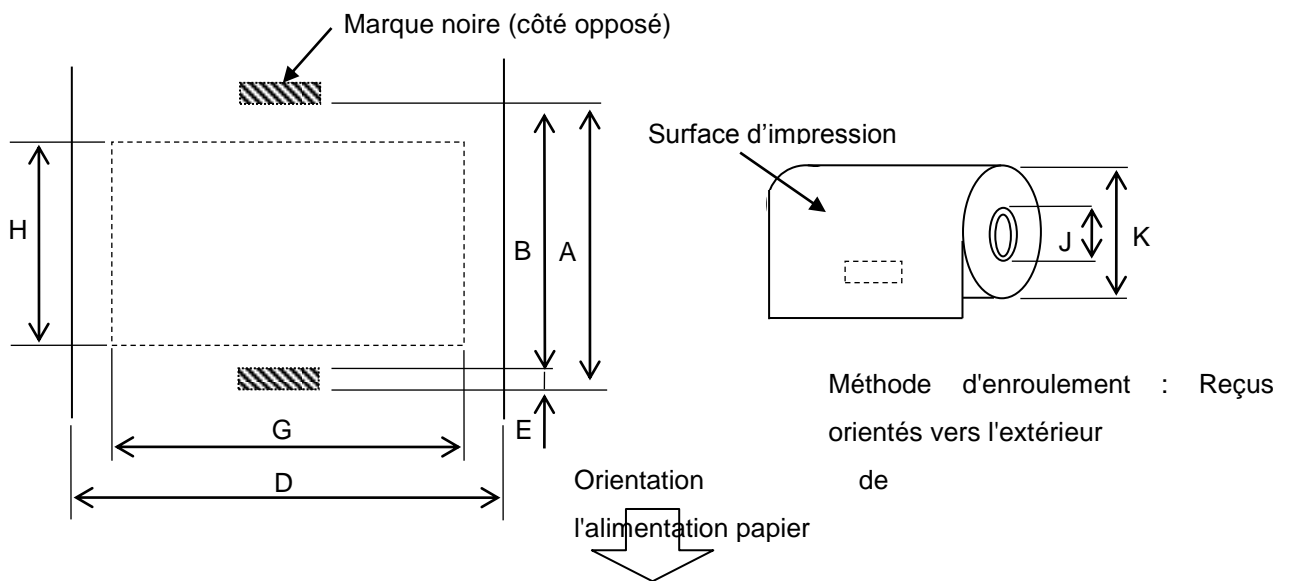 Marque noire (côté opposé)
Surface d'impression
H
B
A
J
K
G
E
D
Méthode d'enroulement : Reçus
orientés vers l'extérieur
Orientation de
l'alimentation papier